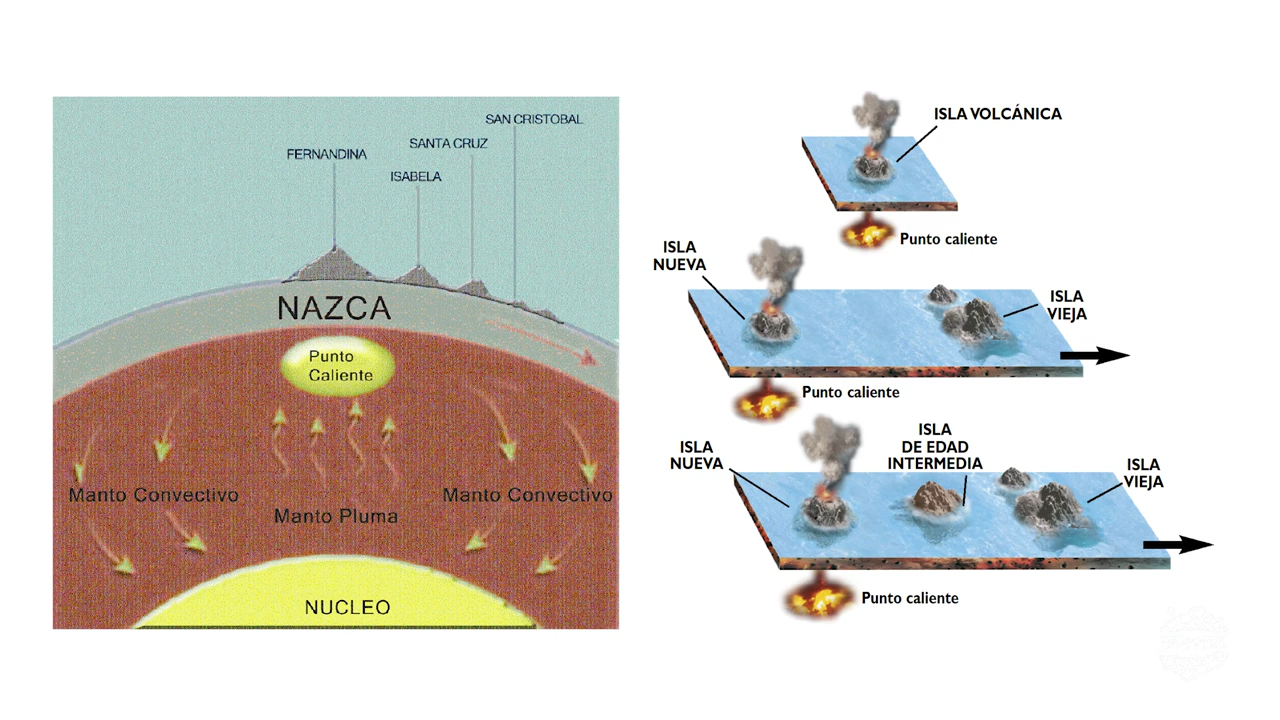 SAN CRISTOBAL
SANTA CRUZ
FERNANDINA
ISABELA
NAZCA
Punto
Caliente
Manto Convectivo
Manto Convectivo
Manto Pluma
NUCLEO
ISLA VOLCÁNICA
Punto caliente
ISLA
NUEVA
ISLA
VIEJA
Punto caliente
ISLA
NUEVA
ISLA
DE EDAD
INTERMEDIA
ISLA
VIEJA
Punto caliente